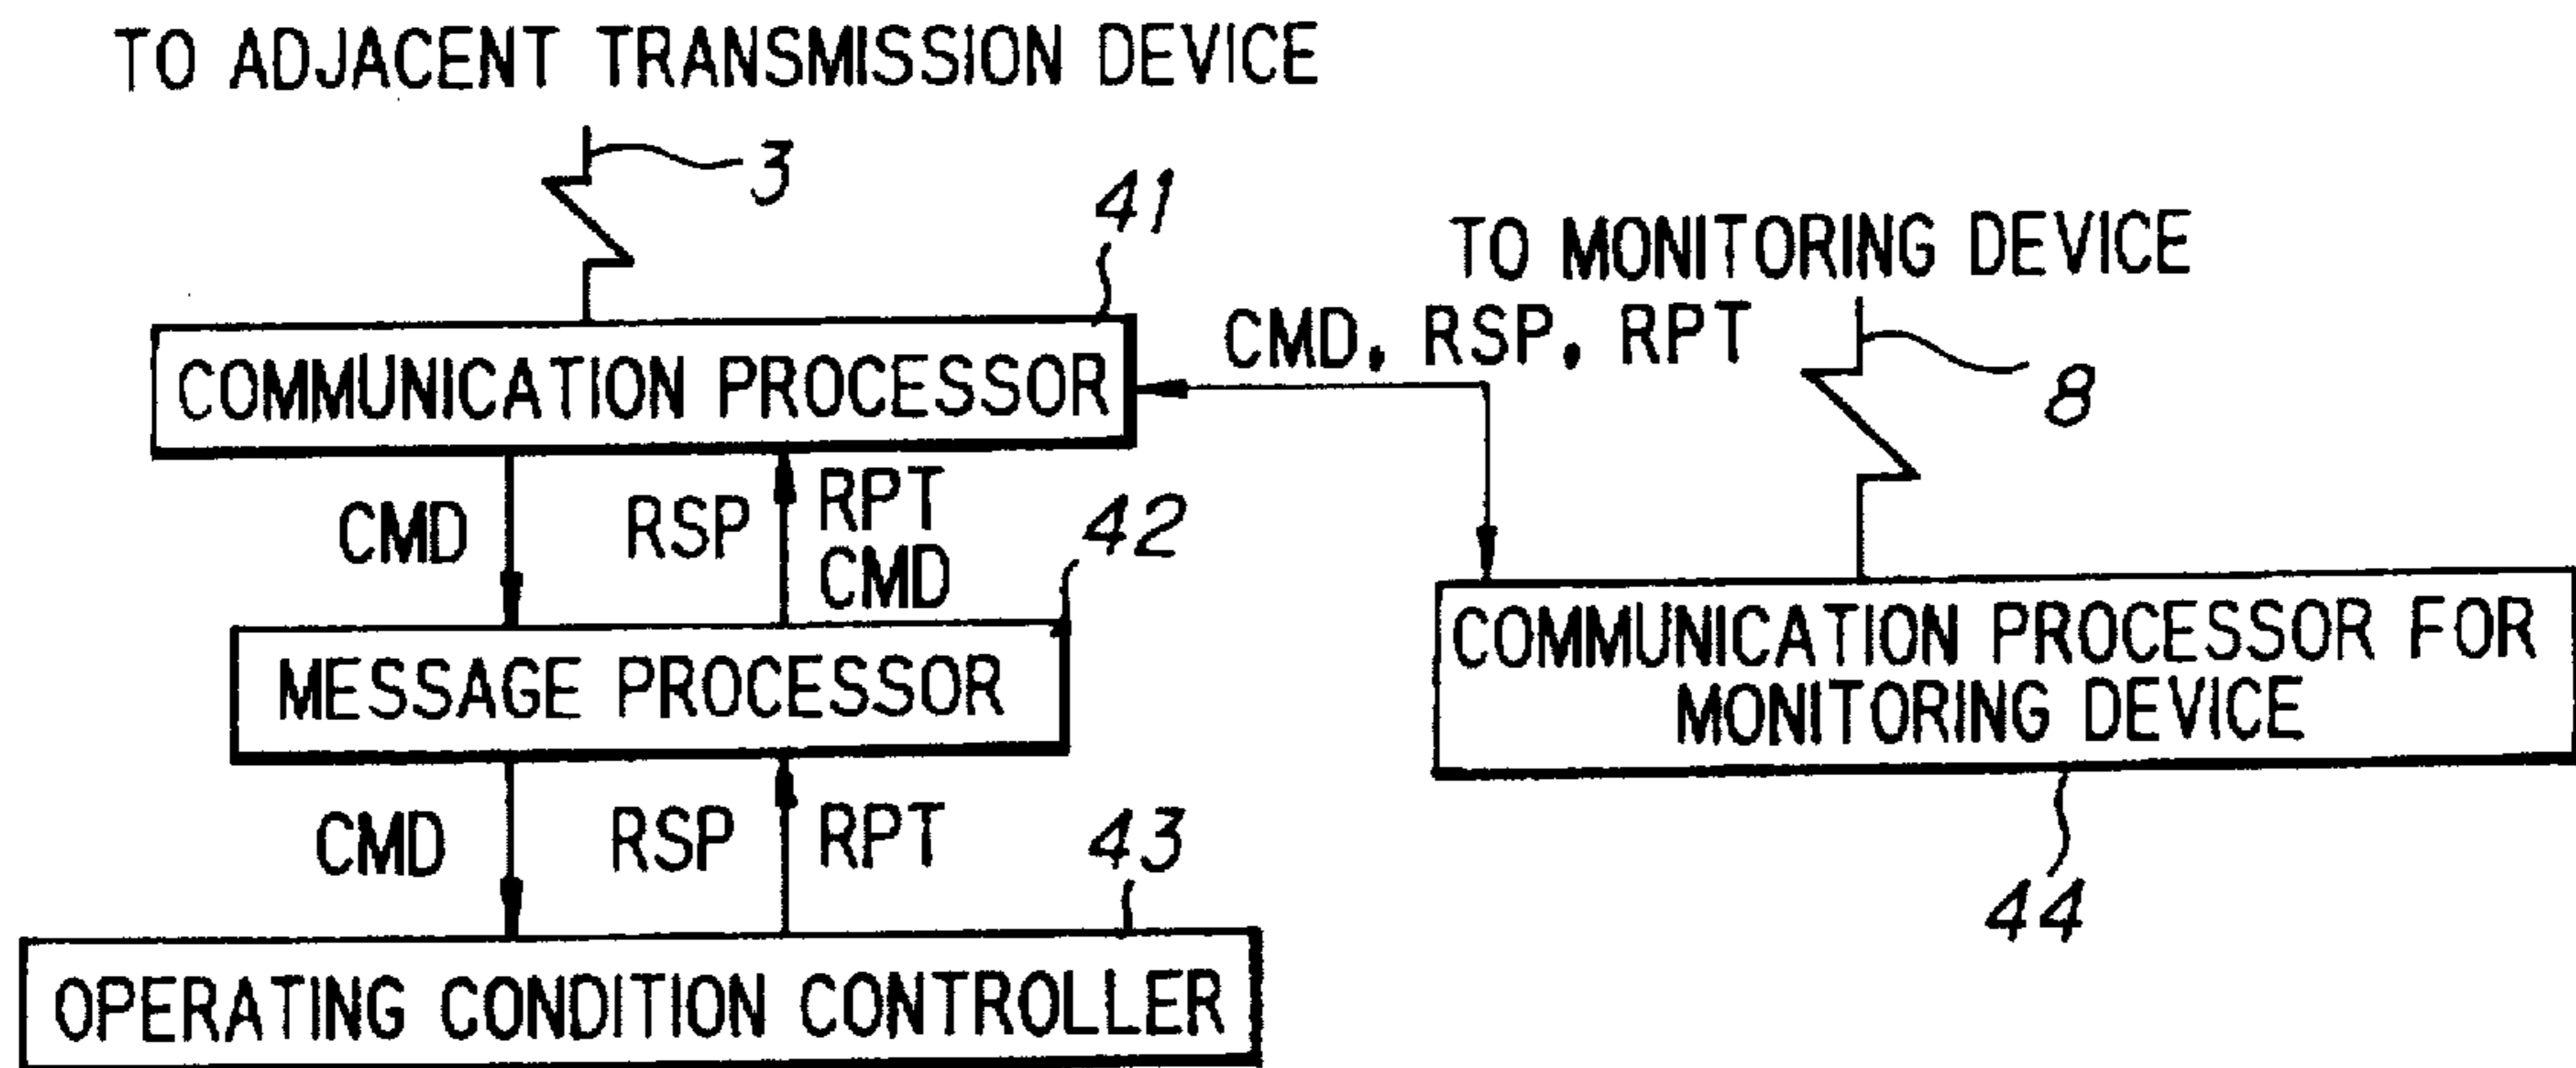 TO ADJACENT TRANSMISSION DEVICE
3
41
TO MONITORING DEVICE
CMD, RSP, RPT
8
COMMUNICATION PROCESSOR
CMD
RSP
RPT
CMD
42
COMMUNICATION PROCESSOR FOR
MONITORING DEVICE
MESSAGE PROCESSOR
CMD
RSP
RPT
43
44
OPERATING CONDITION CONTROLLER